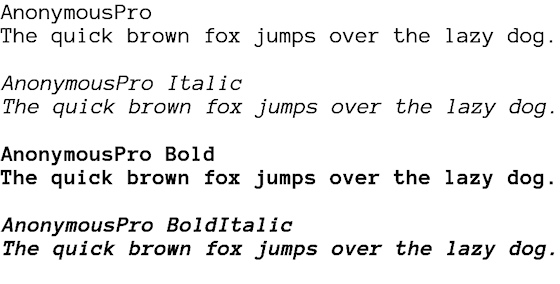 AnonymousPro
The quick brown fox jumps over the lazy dog.
AnonymousPro Italic
The quick brown fox jumps over the lazy dog.
AnonymousPro Bold
The quick brown fox jumps over the lazy dog.
AnonymousPro BoldItalic
The quick brown fox jumps over the lazy dog.